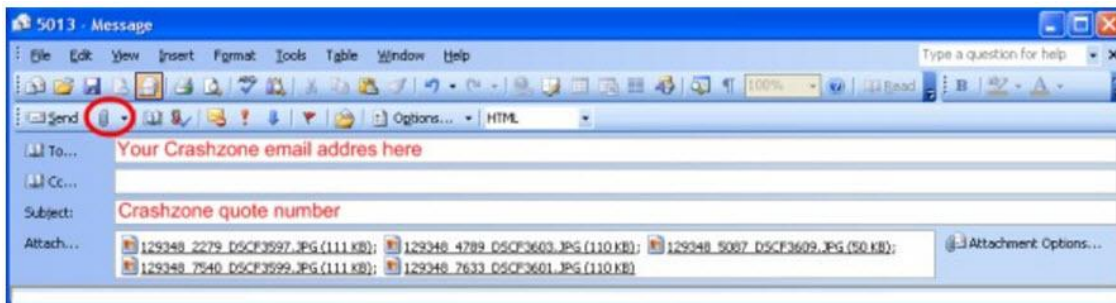 5013 - Message
File Edit View Insert Format Tools Table Window Help Type a question for help
100% Read B A
Send Options... HTML
To... Your Crashzone email addres here
Cc...
Subject: Crashzone quote number
Attach... 129348_2279_DSCF3597.JPG (111 KB); 129348_4789_DSCF3603.JPG (110 KB); 129348_5087_DSCF3609.JPG (50 KB); Attachment Options...
129348_7540_DSCF3599.JPG (111 KB); 129348_7633_DSCF3601.JPG (110 KB)